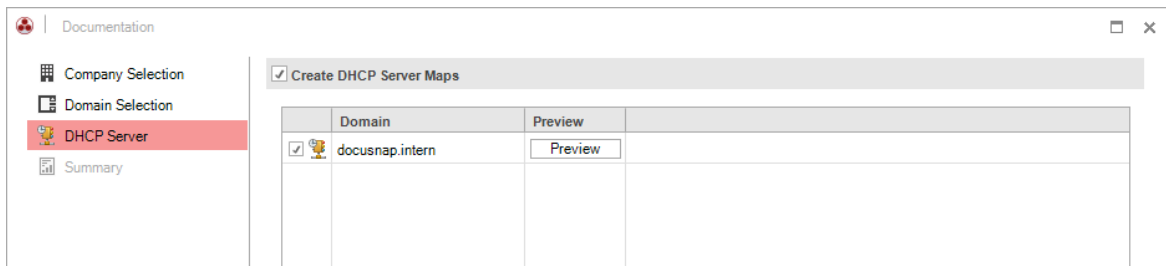 Documentation
Company Selection
Domain Selection
DHCP Server
Summary
Create DHCP Server Maps
Domain Preview
docusnap.intern Preview